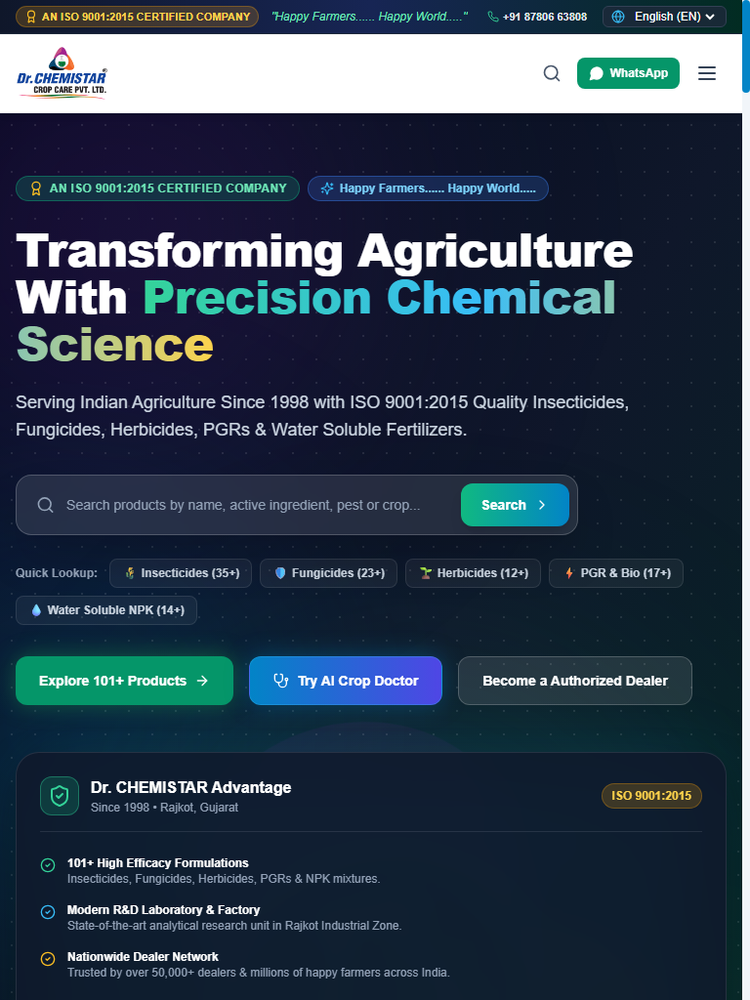 AN ISO 9001:2015 CERTIFIED COMPANY
"Happy Farmers...... Happy World....."
+91 87806 63808
English (EN)
Dr.CHEMISTAR®
CROP CARE PVT. LTD.
WhatsApp
AN ISO 9001:2015 CERTIFIED COMPANY
Happy Farmers...... Happy World.....
Transforming Agriculture
With Precision Chemical
Science
Serving Indian Agriculture Since 1998 with ISO 9001:2015 Quality Insecticides,
Fungicides, Herbicides, PGRs & Water Soluble Fertilizers.
Search products by name, active ingredient, pest or crop...
Search
Quick Lookup:
Insecticides (35+)
Fungicides (23+)
Herbicides (12+)
PGR & Bio (17+)
Water Soluble NPK (14+)
Explore 101+ Products
Try AI Crop Doctor
Become a Authorized Dealer
Dr. CHEMISTAR Advantage
Since 1998 • Rajkot, Gujarat
ISO 9001:2015
101+ High Efficacy Formulations
Insecticides, Fungicides, Herbicides, PGRs & NPK mixtures.
Modern R&D Laboratory & Factory
State-of-the-art analytical research unit in Rajkot Industrial Zone.
Nationwide Dealer Network
Trusted by over 50,000+ dealers & millions of happy farmers across India.